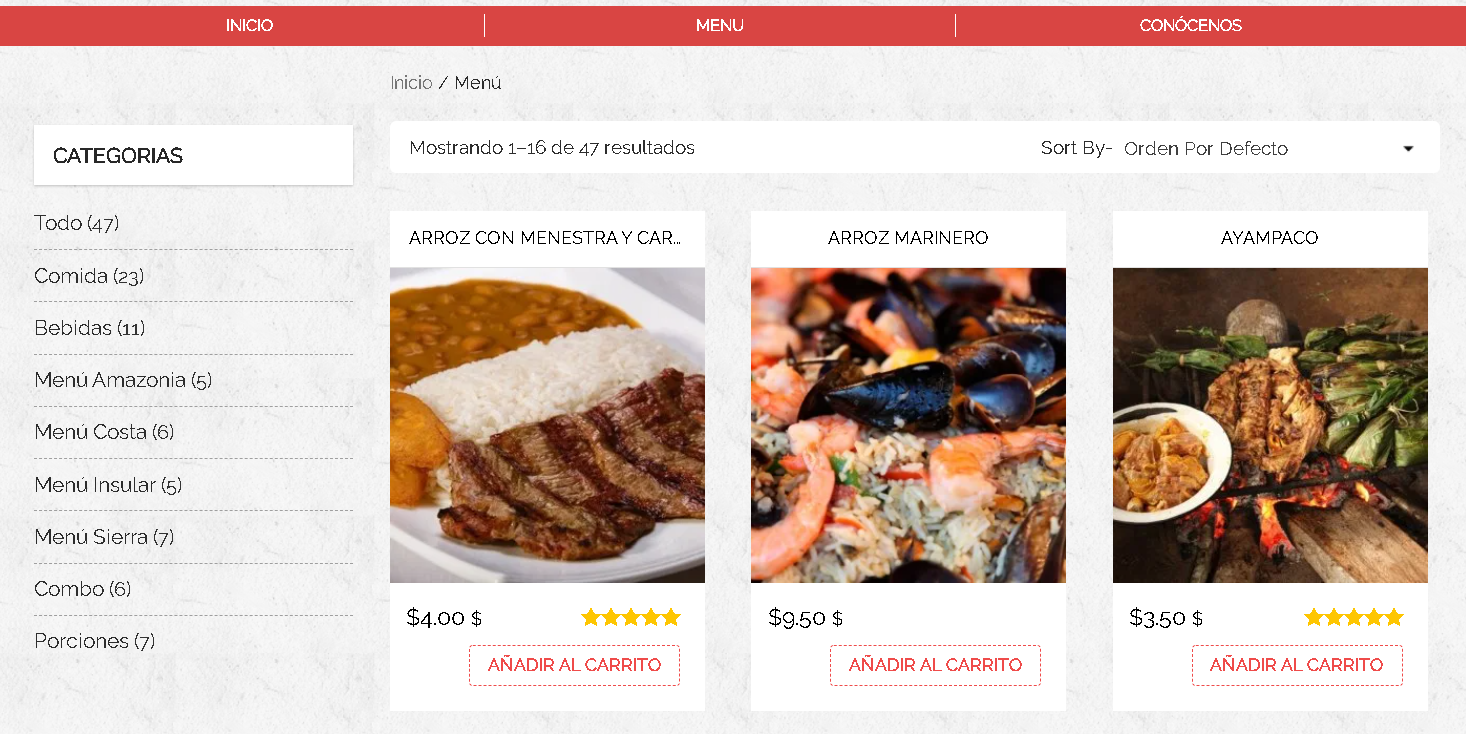 INICIO
MENU
CONÓCENOS
Inicio / Menú
CATEGORIAS
Todo (47)
Comida (23)
Bebidas (11)
Menú Amazonia (5)
Menú Costa (6)
Menú Insular (5)
Menú Sierra (7)
Combo (6)
Porciones (7)
Mostrando 1–16 de 47 resultados
Sort By- Orden Por Defecto
ARROZ CON MENESTRA Y CAR...
$4.00 $
AÑADIR AL CARRITO
ARROZ MARINERO
$9.50 $
AÑADIR AL CARRITO
AYAMPACO
$3.50 $
AÑADIR AL CARRITO